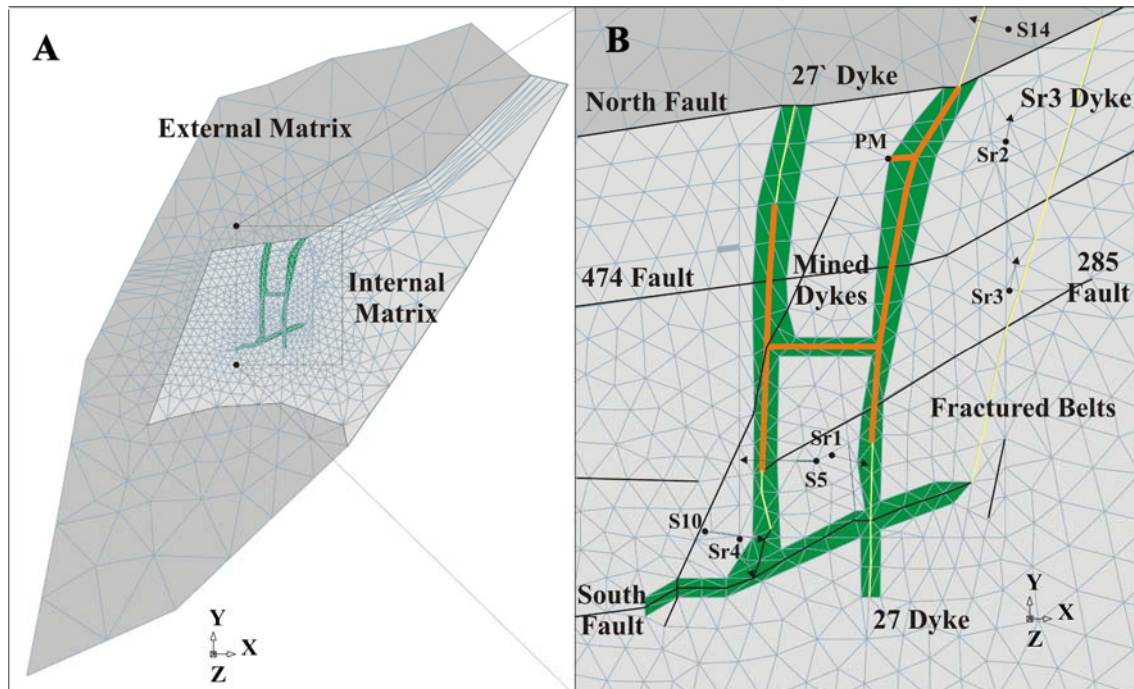 A
External Matrix
Internal
Matrix
Y
X
Z
B
S14
27` Dyke
North Fault
Sr3 Dyke
PM
Sr2
474 Fault
Mined
Dykes
285
Fault
Sr3
Fractured Belts
Sr1
S5
S10
Sr4
South
Fault
27 Dyke
Y
X
Z